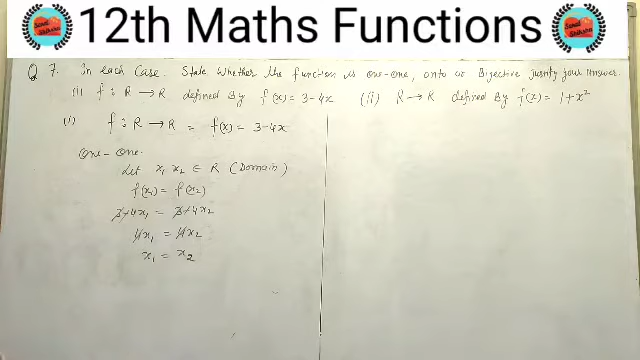 12th Maths Functions
Q 7. In each Case. State Whether the function is one-one, onto or Bijective justify your answer.
(i) f : R → R defined By f(x) = 3-4x (ii) R → R defined By f(x) = 1+x²
(i) f : R → R = f(x) = 3-4x
One-One.
Let x₁ x₂ ∈ R (Domain)
f(x₁) = f(x₂)
3-4x₁ = 3-4x₂
4x₁ = 4x₂
x₁ = x₂